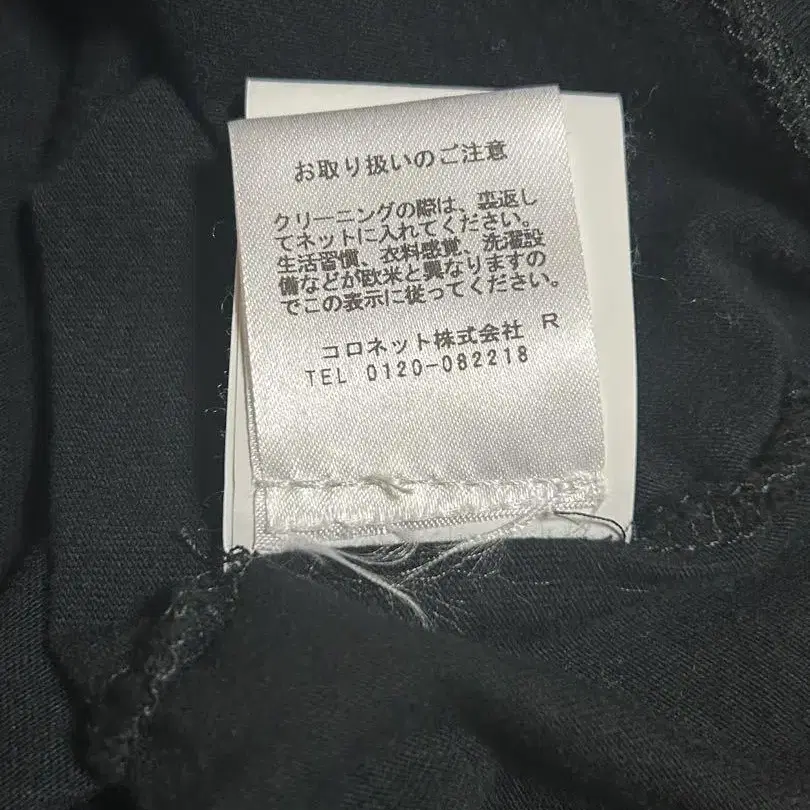 お取り扱いのご注意
クリーニングの際は、裏返し
てネットに入れてください。
生活習慣、衣料感覚、洗濯設
備などが欧米と異なりますの
でこの表示に従ってください。
コロネット株式会社 R
TEL 0120-082218